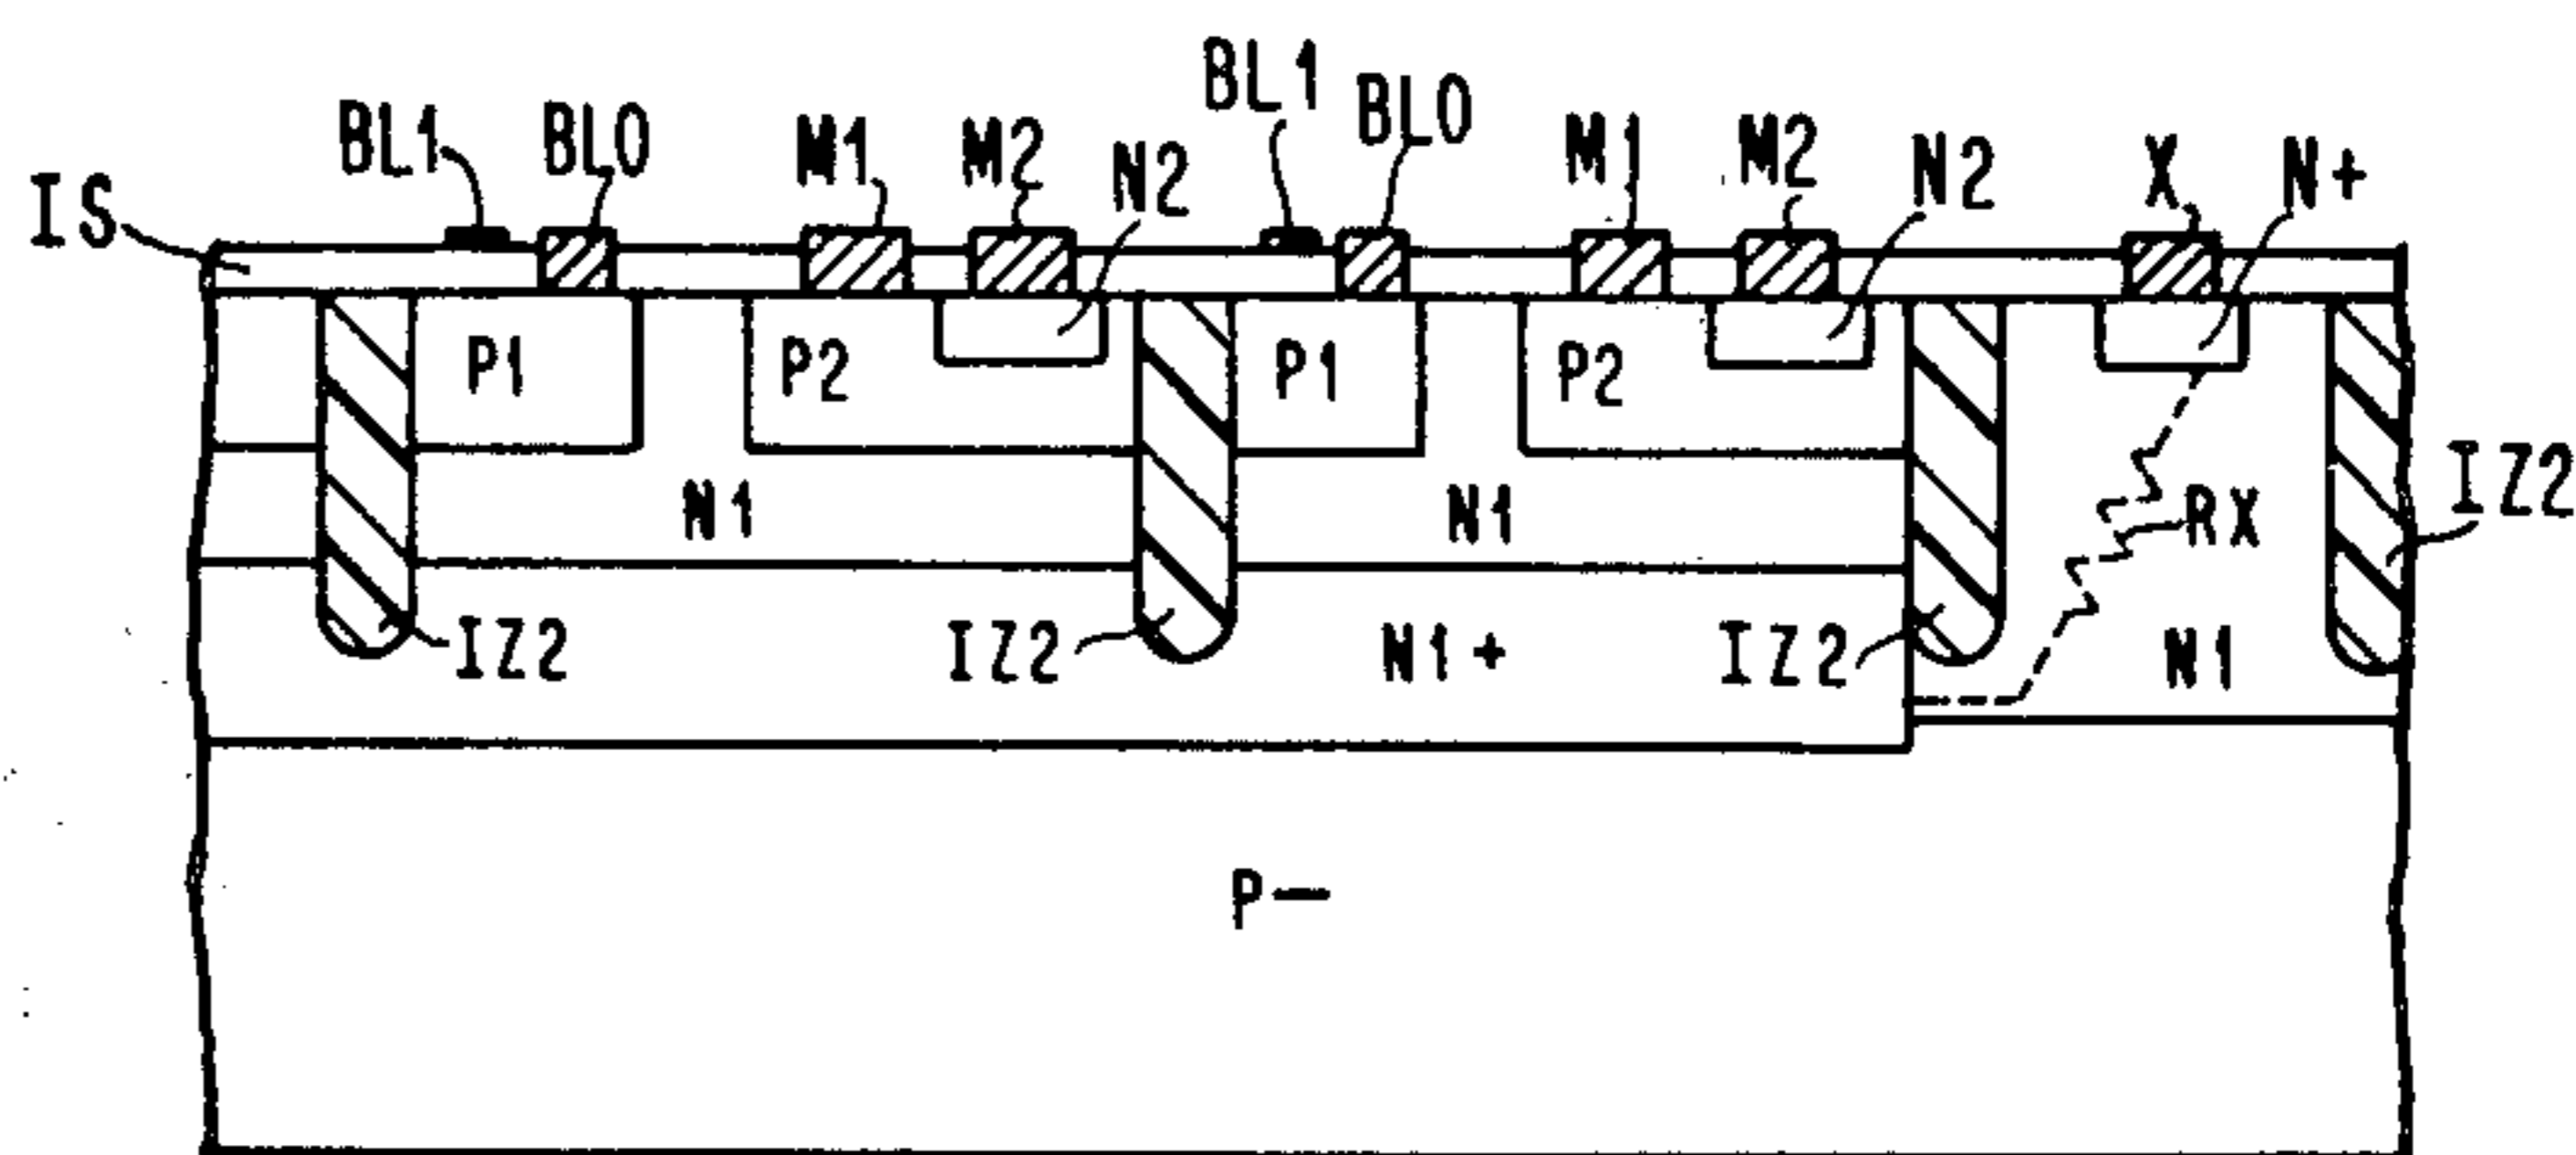 IS BL1 BL0 M1 M2 N2 BL1 BL0 M1 M2 N2 X N+
P1 P2 P1 P2
N1 N1 RX IZ2
IZ2 IZ2 N1+ IZ2 N1
P−